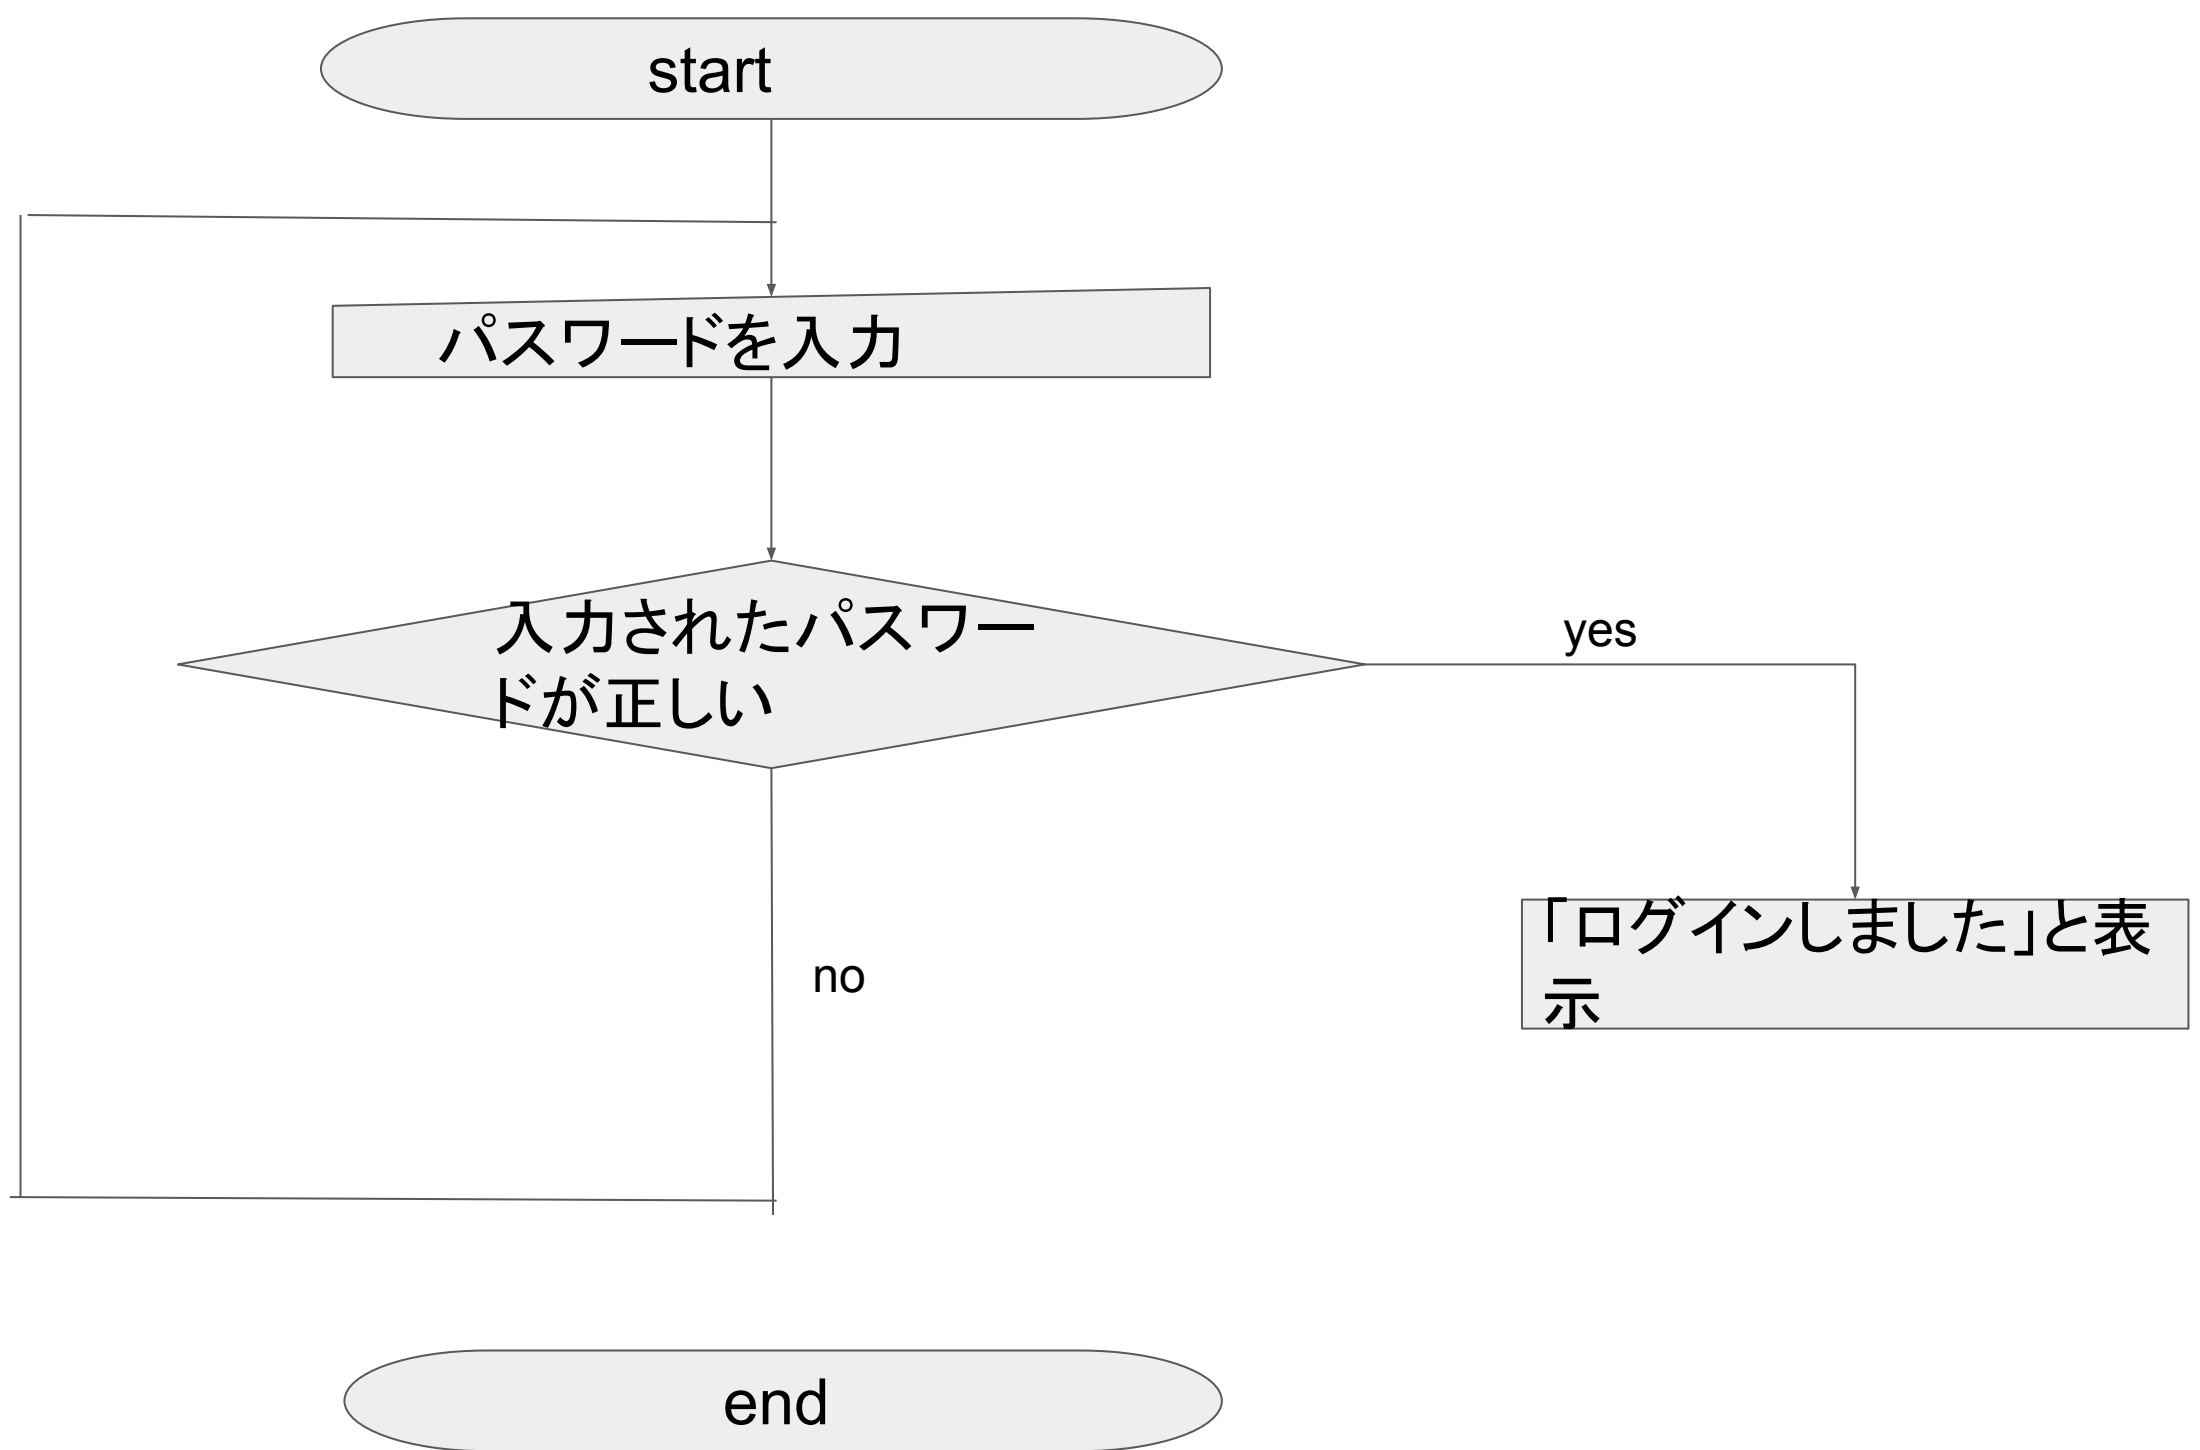 start
パスワードを入力
入力されたパスワー
ドが正しい
yes
「ログインしました」と表
示
no
end